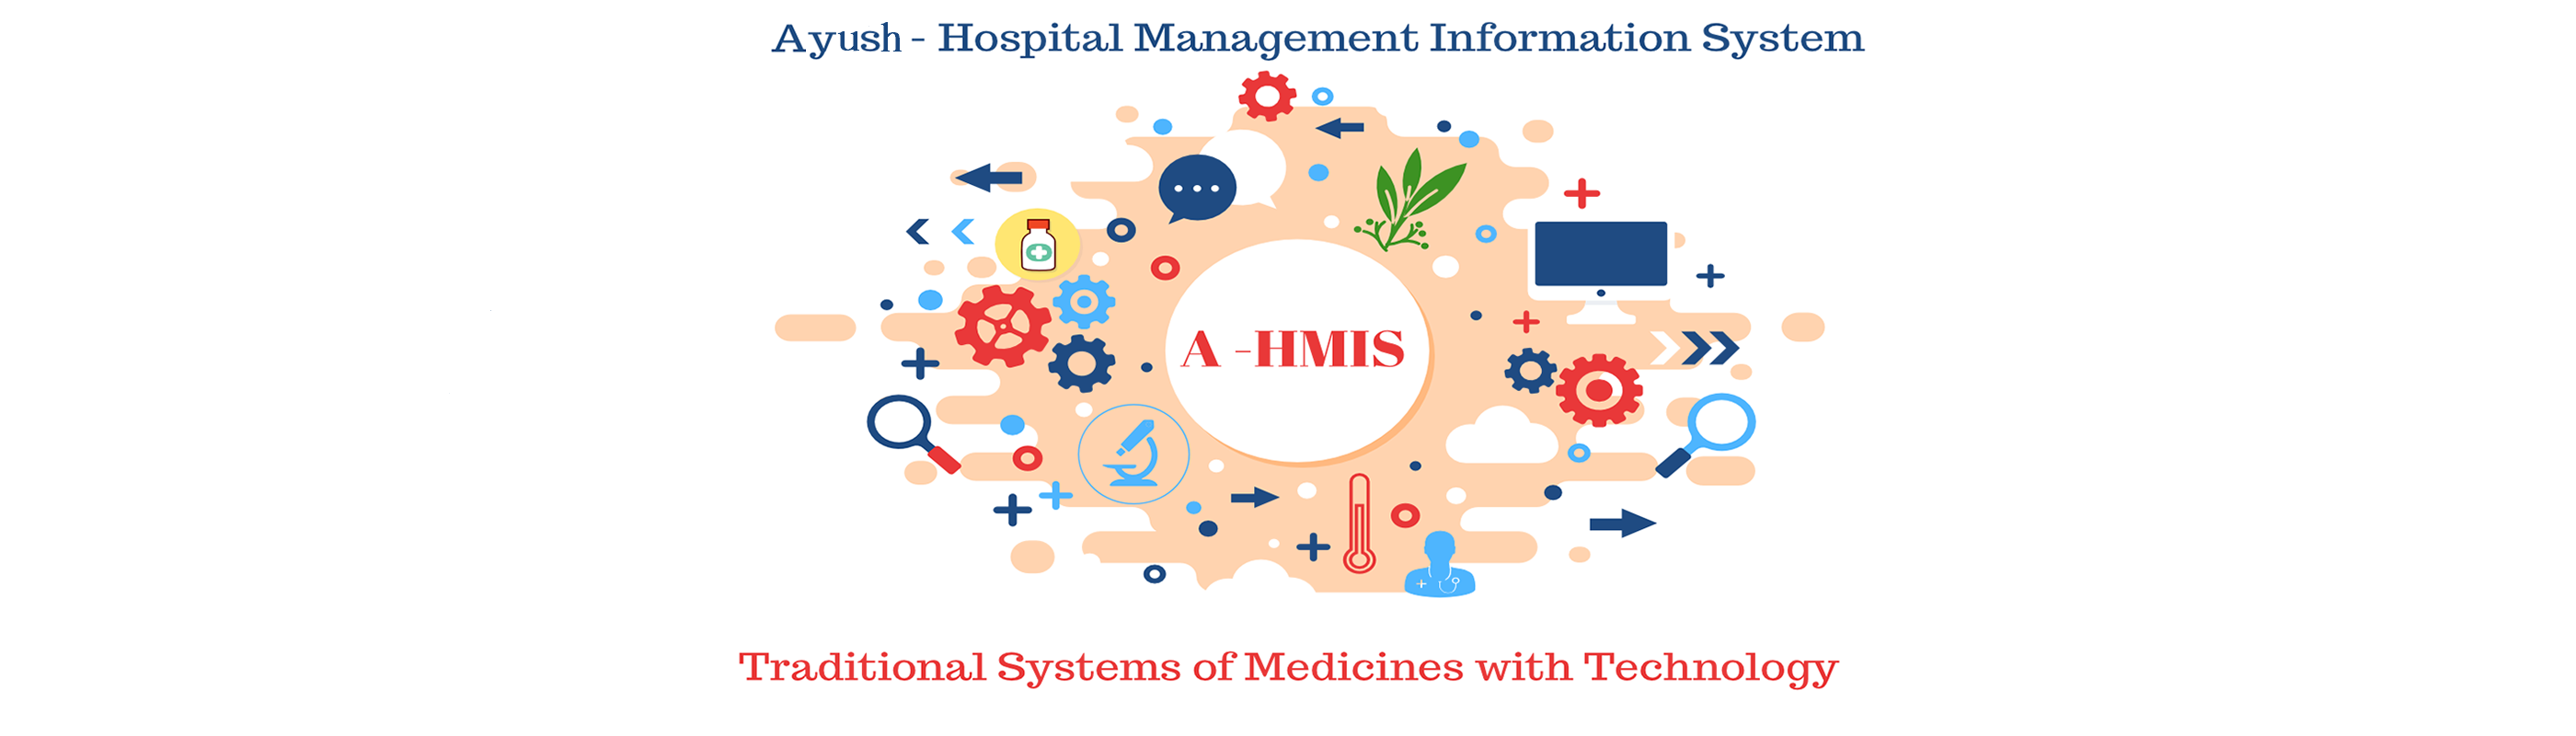 Ayush - Hospital Management Information System
A -HMIS
Traditional Systems of Medicines with Technology